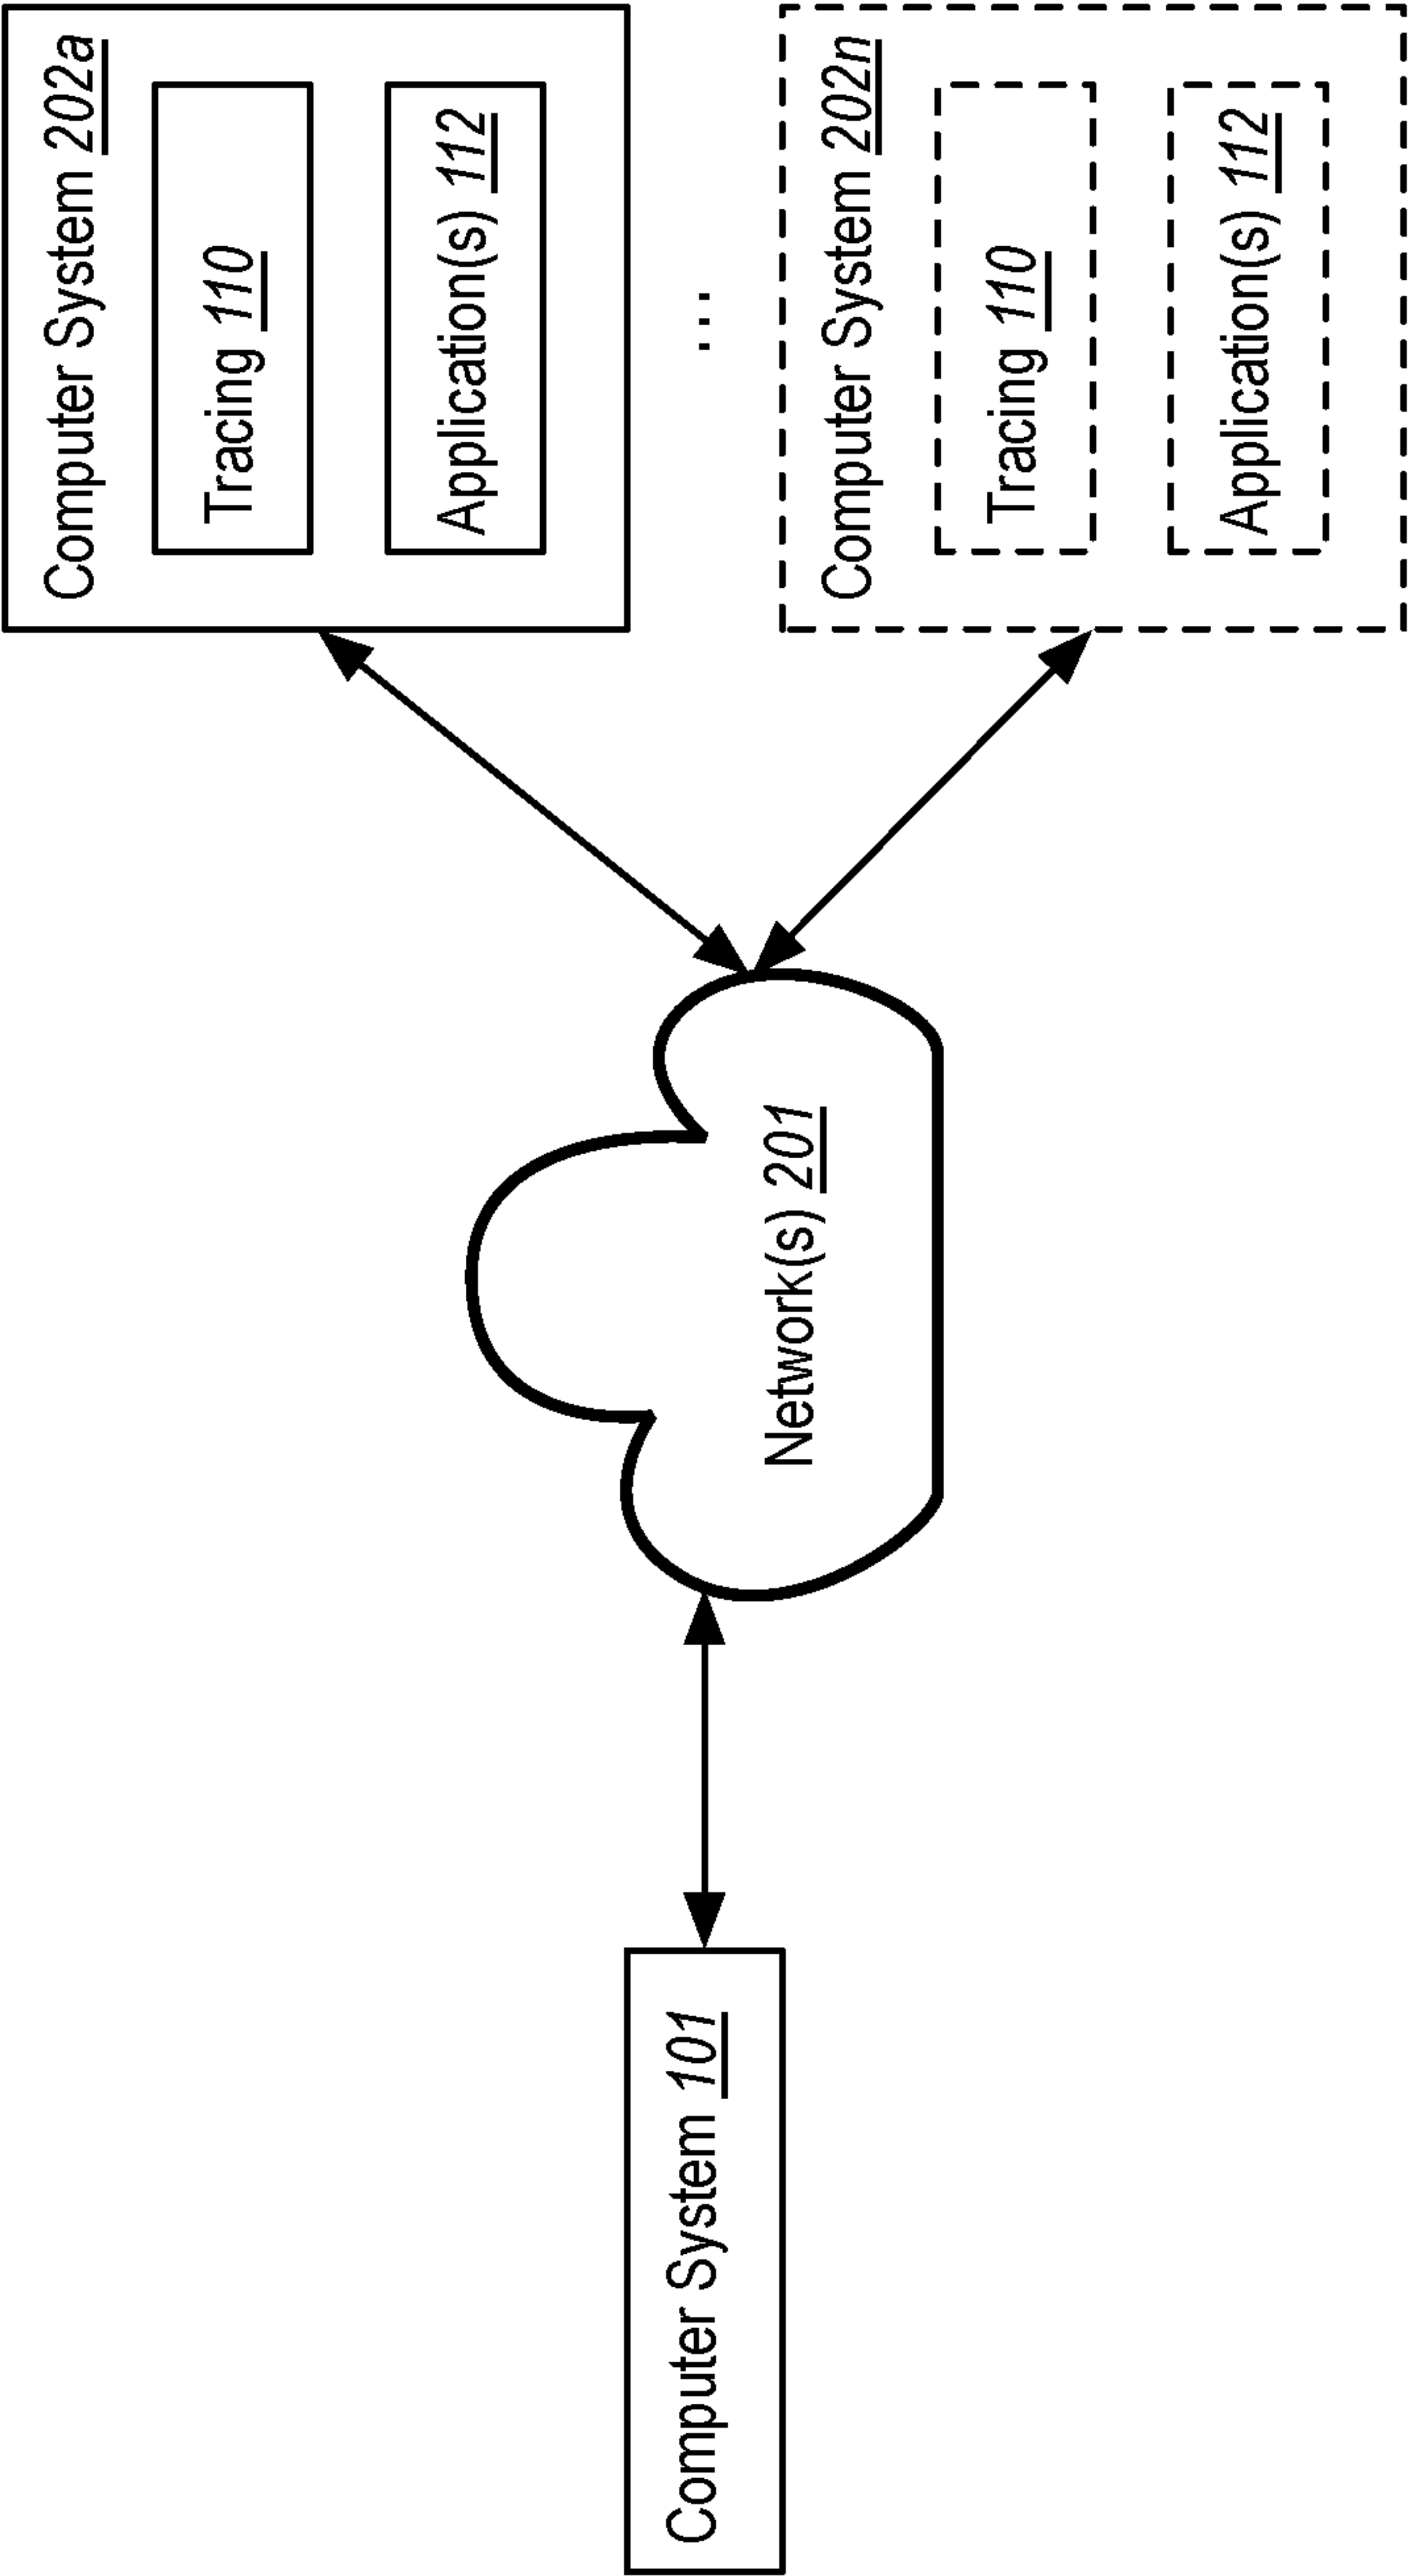 Computer System 101
Network(s) 201
Computer System 202a
Tracing 110
Application(s) 112
...
Computer System 202n
Tracing 110
Application(s) 112